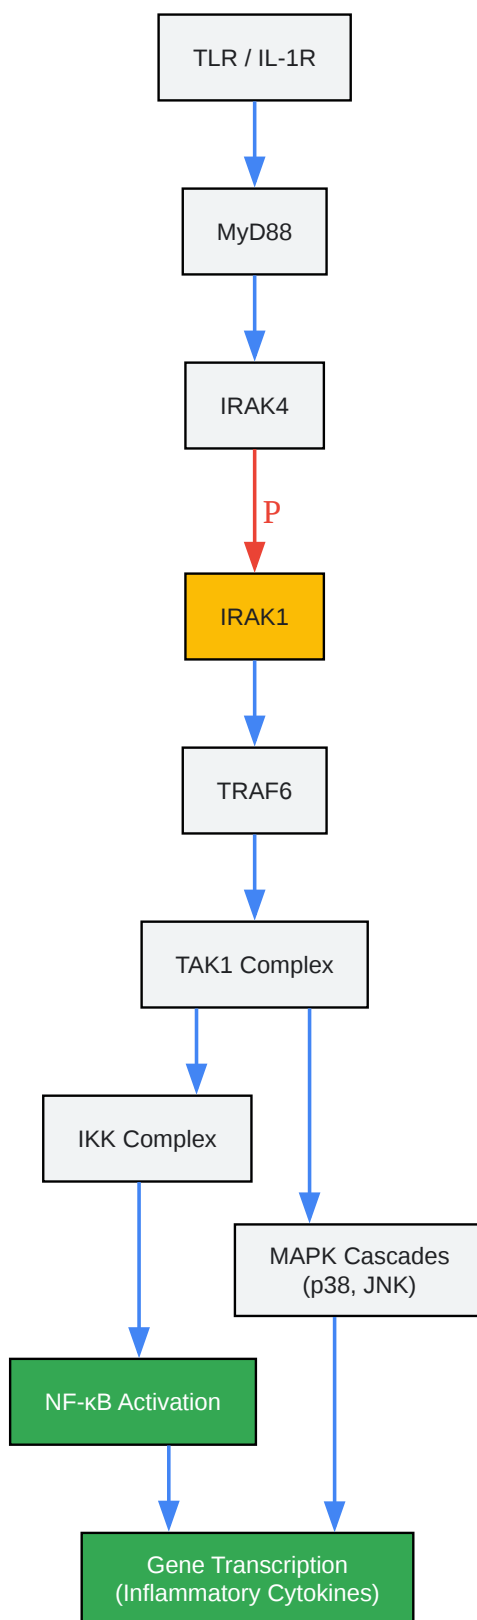 TLR / IL-1R
MyD88
IRAK4
P
IRAK1
TRAF6
TAK1 Complex
IKK Complex
MAPK Cascades
(p38, JNK)
NF-κB Activation
Gene Transcription
(Inflammatory Cytokines)